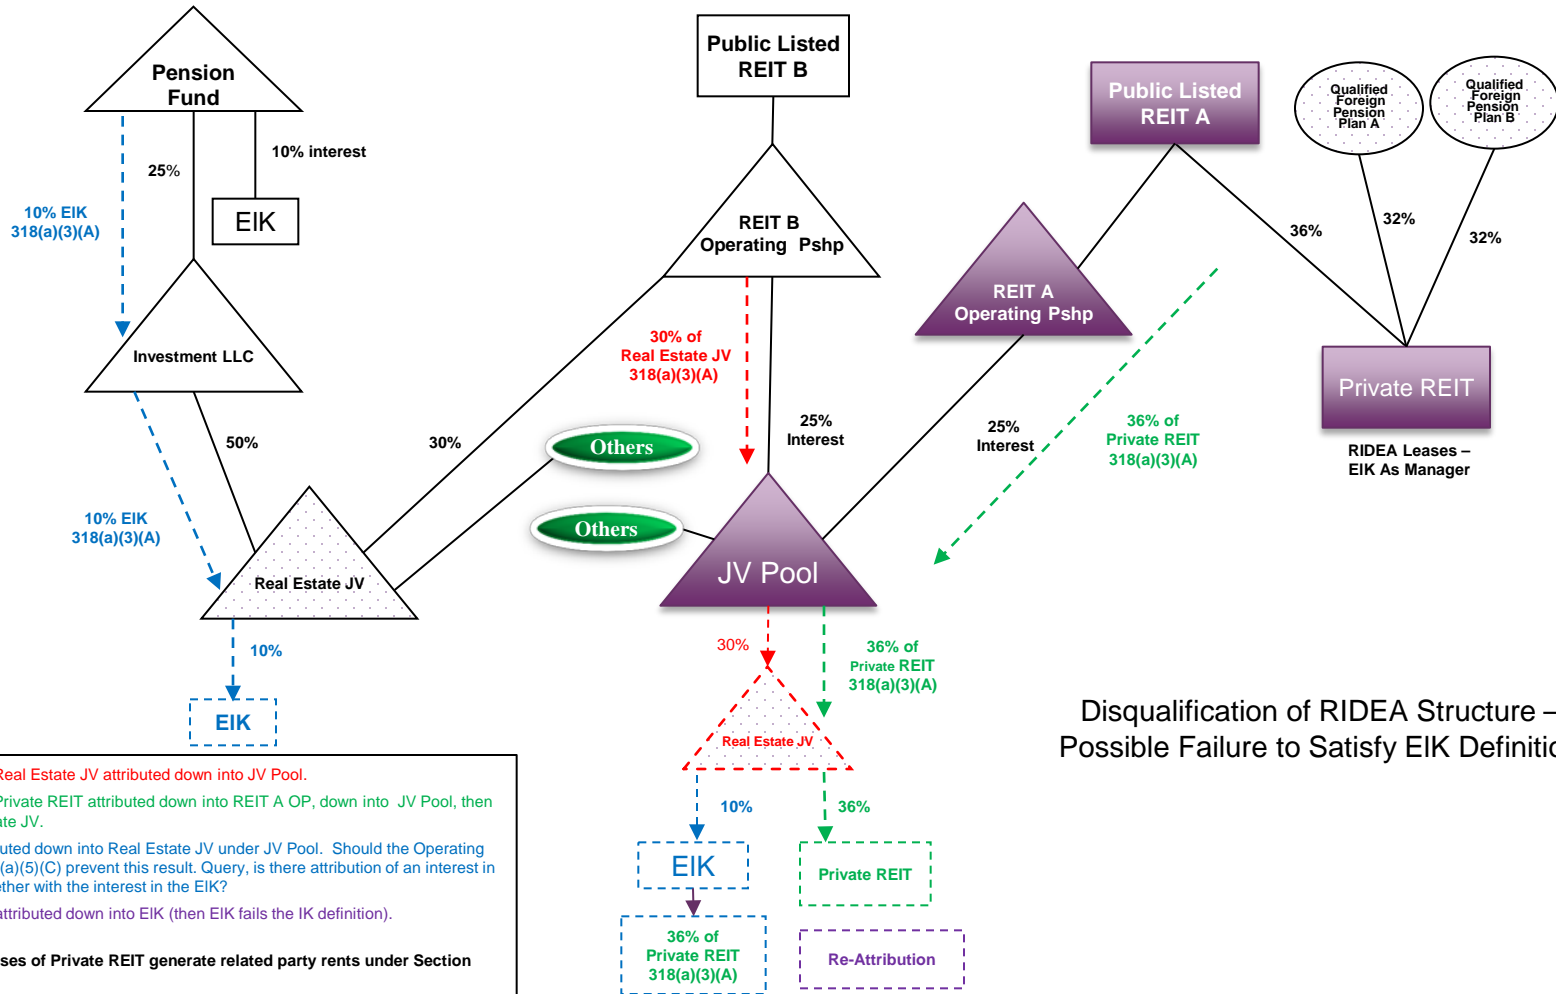 Pension
Fund
Public Listed
REIT B
Public Listed
REIT A
Qualified
Foreign
Pension
Plan A
Qualified
Foreign
Pension
Plan B
25%
10% interest
10% EIK
318(a)(3)(A)
EIK
REIT B
Operating Pshp
36%
32%
32%
REIT A
Operating Pshp
Investment LLC
30% of
Real Estate JV
318(a)(3)(A)
Private REIT
RIDEA Leases –
EIK As Manager
50%
30%
Others
25%
Interest
25%
Interest
36% of
Private REIT
318(a)(3)(A)
10% EIK
318(a)(3)(A)
Others
JV Pool
Real Estate JV
10%
30%
36% of
Private REIT
318(a)(3)(A)
EIK
Real Estate JV
Disqualification of RIDEA Structure –
Possible Failure to Satisfy EIK Definitio
Real Estate JV attributed down into JV Pool.
Private REIT attributed down into REIT A OP, down into JV Pool, then
ate JV.
uted down into Real Estate JV under JV Pool. Should the Operating
(a)(5)(C) prevent this result. Query, is there attribution of an interest in
ether with the interest in the EIK?
attributed down into EIK (then EIK fails the IK definition).
ses of Private REIT generate related party rents under Section
10%
36%
EIK
Private REIT
36% of
Private REIT
318(a)(3)(A)
Re-Attribution